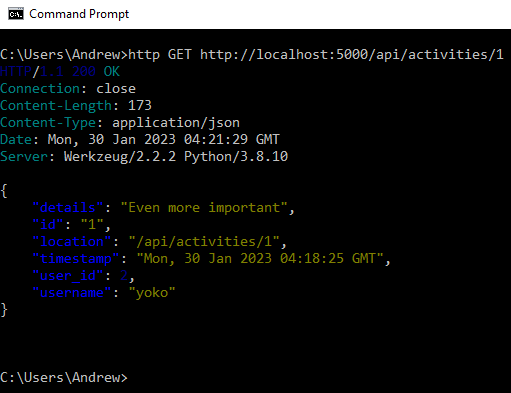 Command Prompt
C:\Users\Andrew>http GET http://localhost:5000/api/activities/1
HTTP/1.1 200 OK
Connection: close
Content-Length: 173
Content-Type: application/json
Date: Mon, 30 Jan 2023 04:21:29 GMT
Server: Werkzeug/2.2.2 Python/3.8.10
{
    "details": "Even more important",
    "id": "1",
    "location": "/api/activities/1",
    "timestamp": "Mon, 30 Jan 2023 04:18:25 GMT",
    "user_id": 2,
    "username": "yoko"
}
C:\Users\Andrew>